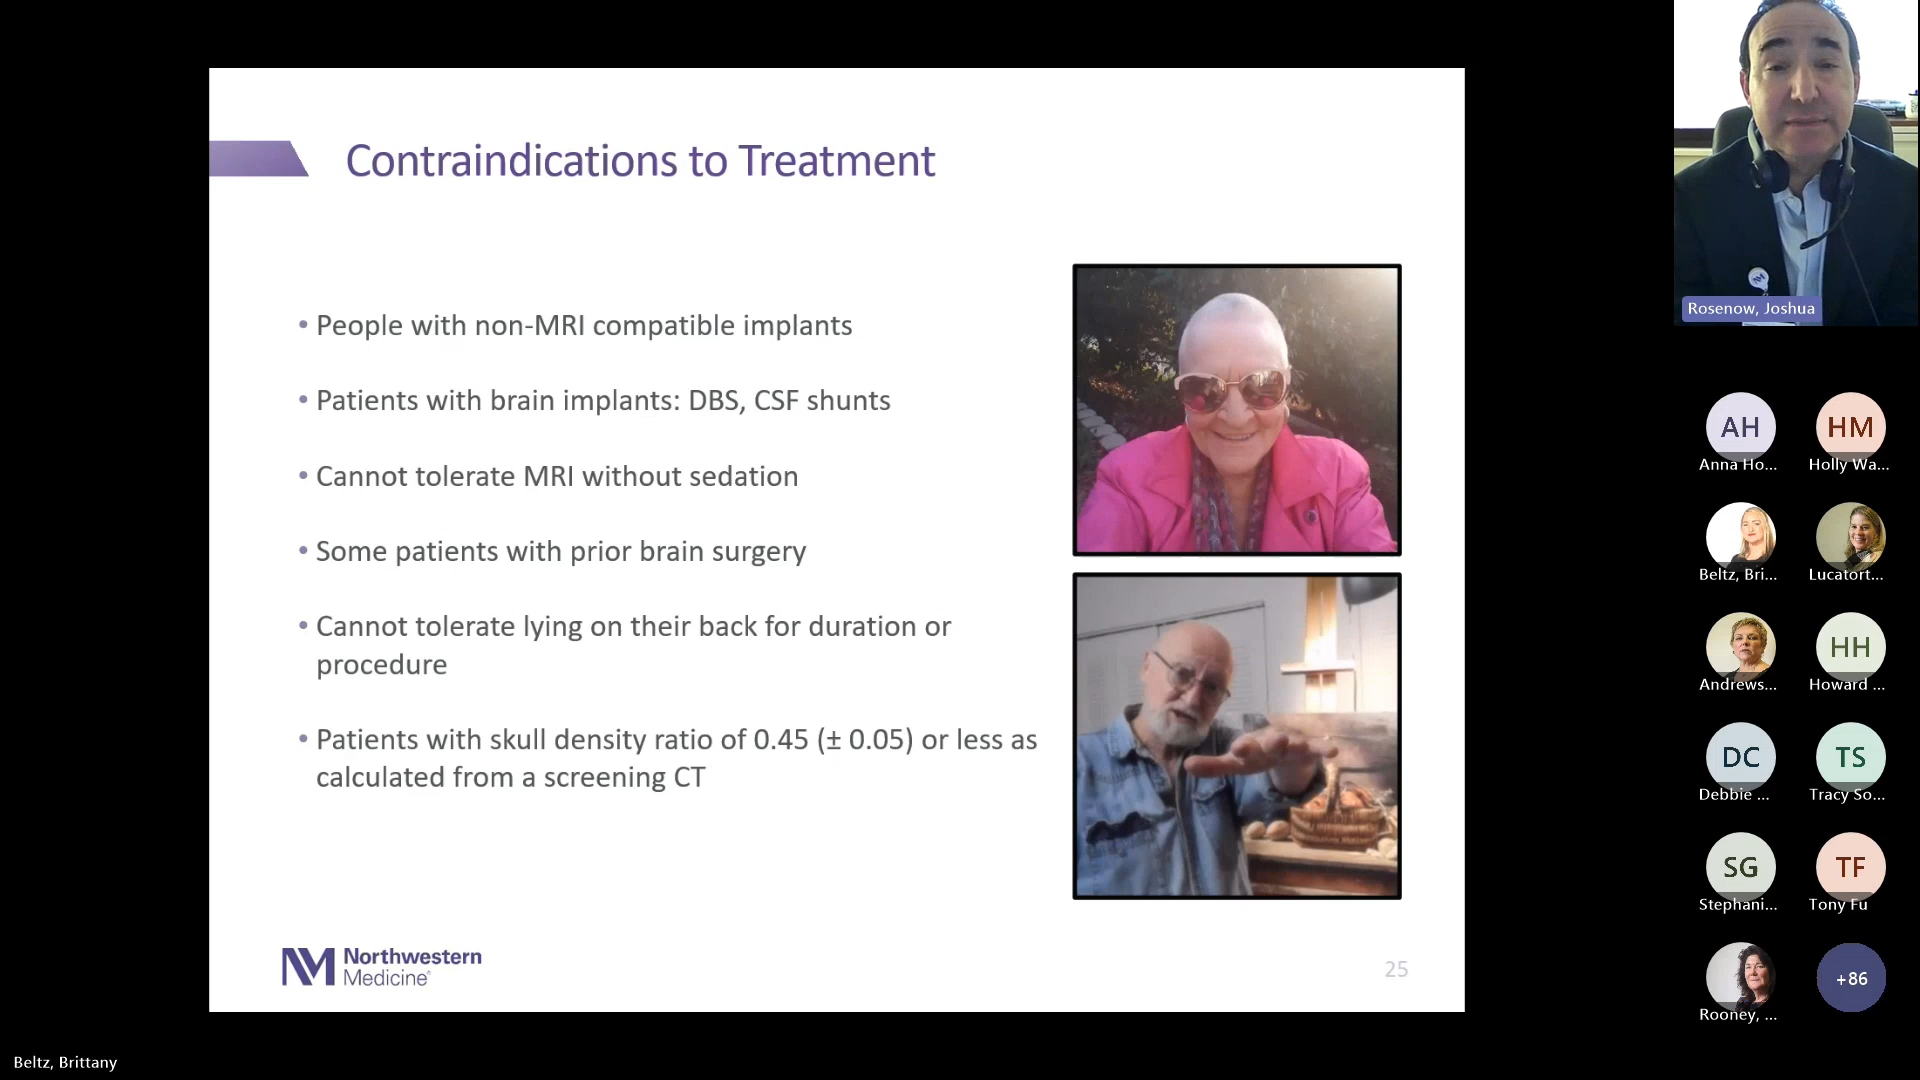 Contraindications to Treatment
• People with non-MRI compatible implants
• Patients with brain implants: DBS, CSF shunts
• Cannot tolerate MRI without sedation
• Some patients with prior brain surgery
• Cannot tolerate lying on their back for duration or
procedure
• Patients with skull density ratio of 0.45 (± 0.05) or less as
calculated from a screening CT
NM Northwestern
Medicine®
25
NM
Rosenow, Joshua
AH
HM
Anna Ho...
Holly Wa...
Beltz, Bri...
Lucatort...
HH
Andrews...
Howard ...
DC
TS
Debbie ...
Tracy So...
SG
TF
Stephani...
Tony Fu
+86
Rooney, ...
Beltz, Brittany